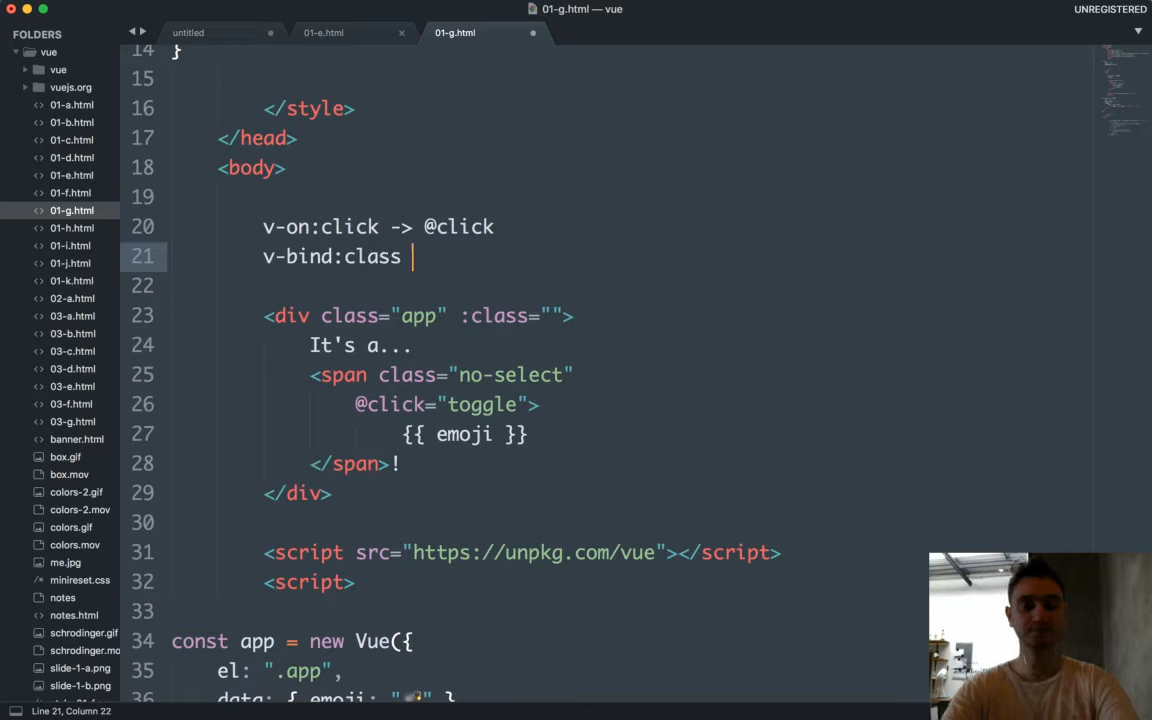 01-g.html — vue
UNREGISTERED
FOLDERS
vue
vue
vuejs.org
01-a.html
01-b.html
01-c.html
01-d.html
01-e.html
01-f.html
01-g.html
01-h.html
01-i.html
01-j.html
01-k.html
02-a.html
03-a.html
03-b.html
03-c.html
03-d.html
03-e.html
03-f.html
03-g.html
banner.html
box.gif
box.mov
colors-2.gif
colors-2.mov
colors.gif
colors.mov
me.jpg
minireset.css
notes
notes.html
schrodinger.gif
schrodinger.mo
slide-1-a.png
slide-1-b.png
untitled
01-e.html
01-g.html
14 }
15
16 </style>
17 </head>
18 <body>
19
20 v-on:click -> @click
21 v-bind:class
22
23 <div class="app" :class="">
24 It's a...
25 <span class="no-select"
26 @click="toggle">
27 {{ emoji }}
28 </span>!
29 </div>
30
31 <script src="https://unpkg.com/vue"></script>
32 <script>
33
34 const app = new Vue({
35 el: ".app",
36 data: { emoji: "💣" }
Line 21, Column 22